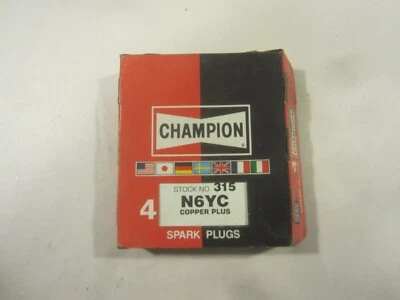 CHAMPION
®
STOCK NO 315
N6YC
4
COPPER PLUS
SPARK PLUGS